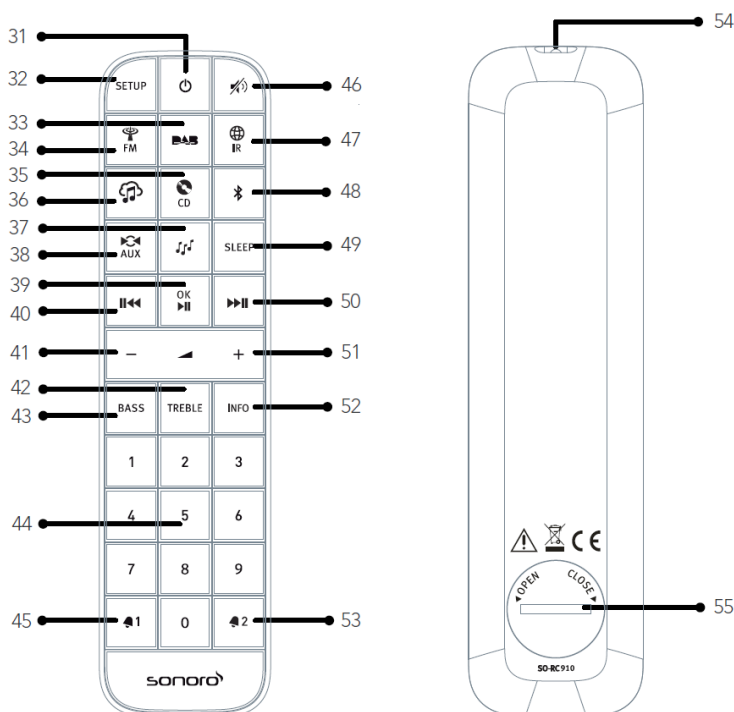 31
54
32
SETUP
46
33
FM
DAB
IR
34
47
35
36
CD
48
37
38
AUX
SLEEP
49
39
OK
40
50
41
−
+
51
42
43
BASS
TREBLE
INFO
52
1
2
3
44
4
5
6
7
8
9
CE
OPEN
CLOSE
45
1
0
2
53
55
SO-RC910
sonoro